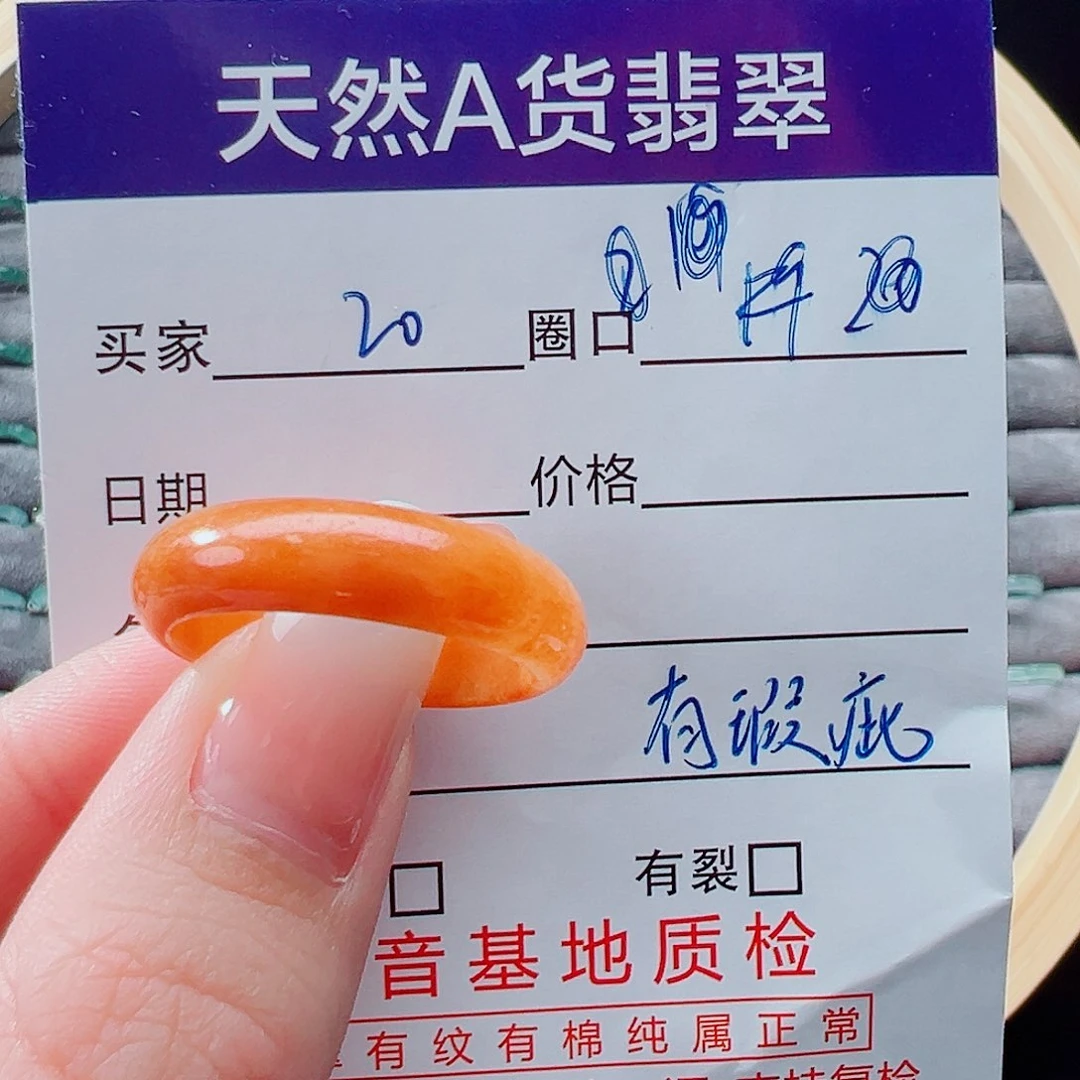 天然A货翡翠
买家 20 圈口
日期 价格
有瑕疵
□ 有裂□
音基地质检
有纹有棉纯属正常